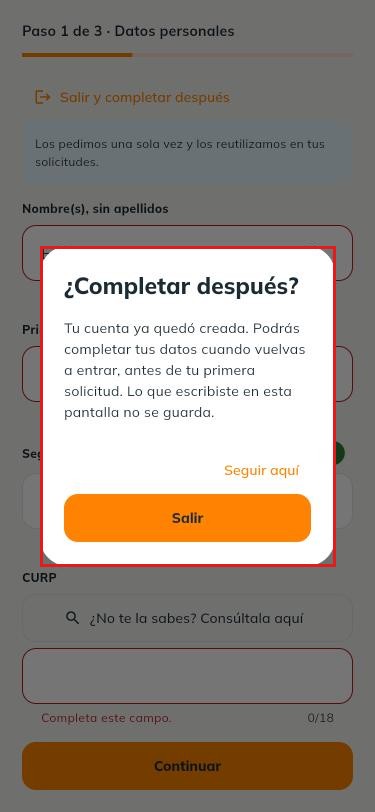 Paso 1 de 3 · Datos personales
Salir y completar después
Los pedimos una sola vez y los reutilizamos en tus
solicitudes.
Nombre(s), sin apellidos
¿Completar después?
Tu cuenta ya quedó creada. Podrás
completar tus datos cuando vuelvas
a entrar, antes de tu primera
solicitud. Lo que escribiste en esta
pantalla no se guarda.
Seguir aquí
Salir
CURP
¿No te la sabes? Consúltala aquí
Completa este campo.
0/18
Continuar